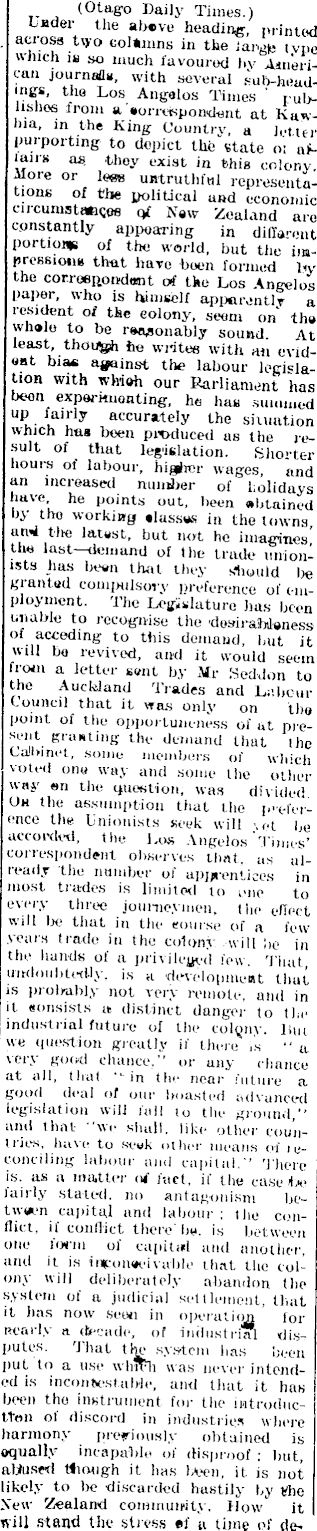 (Otago Daily Times.)
Under the above heading, printed
across two columns in the large type
which is so much favoured by Ameri-
can journals, with several sub-head-
ings, the Los Angelos Times pub-
lishes from a correspondent at Kaw-
hia, in the King Country, a letter
purporting to depict the state of af-
fairs as they exist in this colony.
More or less untruthful representa-
tions of the political and economic
circumstances of New Zealand are
constantly appearing in different
portions of the world, but the im-
pressions that have been formed by
the correspondent of the Los Angelos
paper, who is himself apparently a
resident of the colony, seem on the
whole to be reasonably sound. At
least, though he writes with an evid-
ent bias against the labour legisla-
tion with which our Parliament has
been experimenting, he has summed
up fairly accurately the situation
which has been produced as the re-
sult of that legislation. Shorter
hours of labour, higher wages, and
an increased number of holidays
have, he points out, been obtained
by the working classes in the towns,
and the latest, but not he imagines,
the last—demand of the trade union-
ists has been that they should be
granted compulsory preference of em-
ployment. The Legislature has been
unable to recognise the desirableness
of acceding to this demand, but it
will be revived, and it would seem
from a letter sent by Mr Seddon to
the Auckland Trades and Labour
Council that it was only on the
point of the opportuneness of at pre-
sent granting the demand that the
Cabinet, some members of which
voted one way and some the other
way on the question, was divided.
On the assumption that the prefer-
ence the Unionists seek will yet be
accorded, the Los Angelos Times'
correspondent observes that, as al-
ready the number of apprentices in
most trades is limited to one to
every three journeymen, the effect
will be that in the course of a few
years trade in the colony will be in
the hands of a privileged few. That,
undoubtedly, is a development that
is probably not very remote, and in
it consists a distinct danger to the
industrial future of the colony. But
we question greatly if there is "a
very good chance," or any chance
at all, that "in the near future a
good deal of our boasted advanced
legislation will fall to the ground,"
and that "we shall, like other coun-
tries, have to seek other means of re-
conciling labour and capital." There
is, as a matter of fact, if the case be
fairly stated, no antagonism be-
tween capital and labour; the con-
flict, if conflict there be, is between
one form of capital and another,
and it is inconceivable that the col-
ony will deliberately abandon the
system of a judicial settlement, that
it has now seen in operation for
nearly a decade, of industrial dis-
putes. That the system has been
put to a use which was never intend-
ed is incontestable, and that it has
been the instrument for the introduc-
tion of discord in industries where
harmony previously obtained is
equally incapable of disproof; but,
abused though it has been, it is not
likely to be discarded hastily by the
New Zealand community. How it
will stand the stress of a time of de-